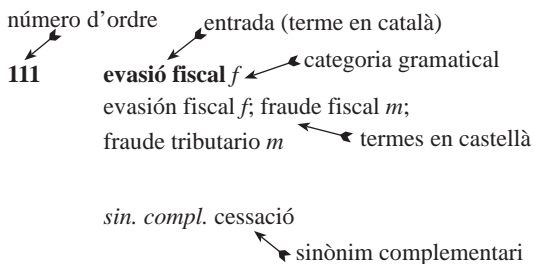 número d'ordre
entrada (terme en català)
categoria gramatical
111 evasió fiscal f
evasión fiscal f; fraude fiscal m;
fraude tributario m
termes en castellà
sin. compl. cessació
sinònim complementari